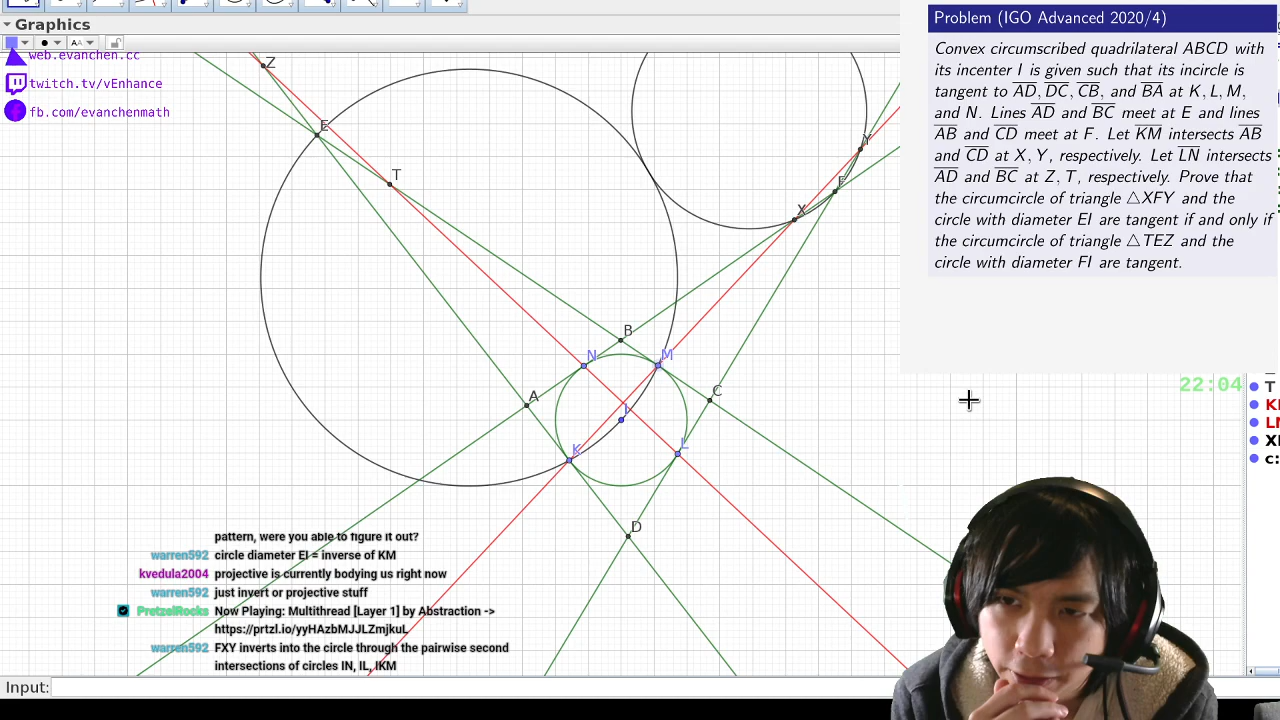 Graphics
web.evanchen.cc
twitch.tv/vEnhance
fb.com/evanchenmath
Problem (IGO Advanced 2020/4)
Convex circumscribed quadrilateral ABCD with
its incenter I is given such that its incircle is
tangent to AD, DC, CB, and BA at K, L, M,
and N. Lines AD and BC meet at E and lines
AB and CD meet at F. Let KM intersects AB
and CD at X, Y, respectively. Let LN intersects
AD and BC at Z, T, respectively. Prove that
the circumcircle of triangle △XFY and the
circle with diameter EI are tangent if and only if
the circumcircle of triangle △TEZ and the
circle with diameter FI are tangent.
Z
E
T
Y
F
X
B
N
M
A
C
I
K
L
D
22:04
T
pattern, were you able to figure it out?
warren592 circle diameter EI = inverse of KM
kvedula2004 projective is currently bodying us right now
warren592 just invert or projective stuff
PretzelRocks Now Playing: Multithread [Layer 1] by Abstraction ->
https://prtzl.io/yyHAzbMJJLZmjkuL
warren592 FXY inverts into the circle through the pairwise second
intersections of circles IN, IL, IKM
Input: